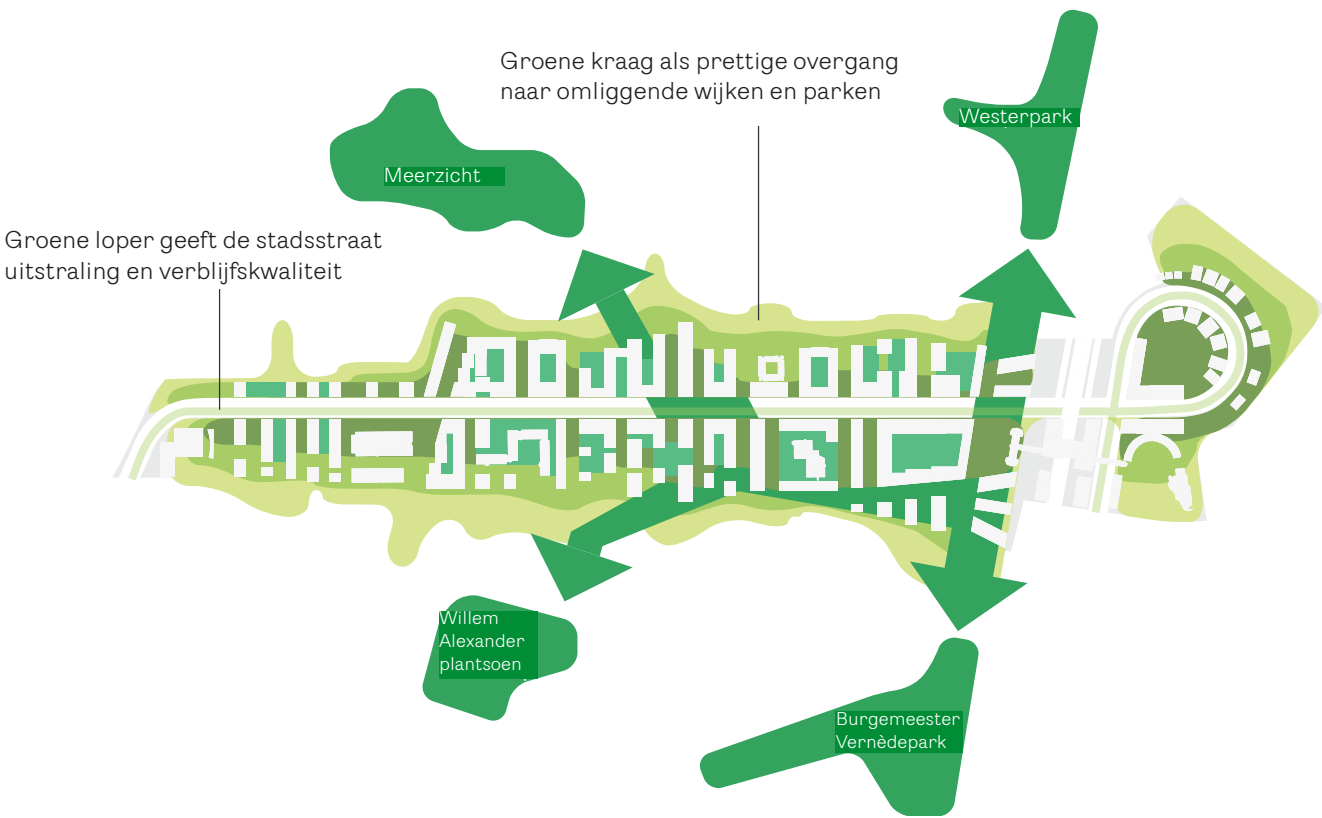 Groene kraag als prettige overgang
naar omliggende wijken en parken
Westerpark
Meerzicht
Groene loper geeft de stadsstraat
uitstraling en verblijfskwaliteit
Willem
Alexander
plantsoen
Burgemeester
Vernèdepark